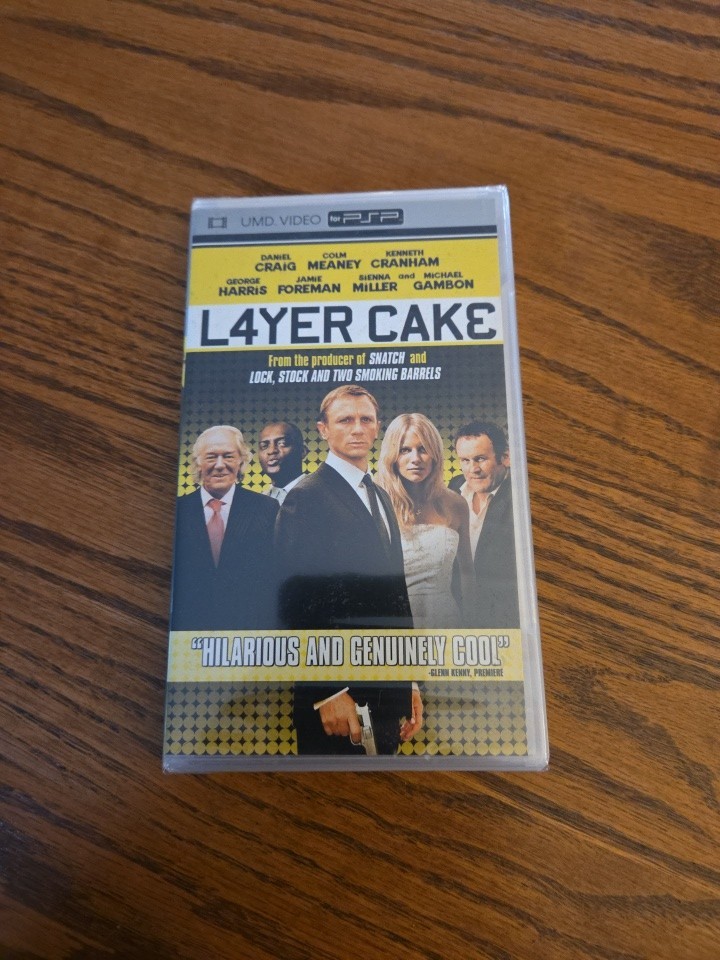 UMD. VIDEO for PSP
DANIEL CRAIG COLM MEANEY KENNETH CRANHAM
GEORGE HARRIS JAMIE FOREMAN SIENNA MILLER and MICHAEL GAMBON
L4YER CAKE
From the producer of SNATCH and
LOCK, STOCK AND TWO SMOKING BARRELS
"HILARIOUS AND GENUINELY COOL"
-GLENN KENNY, PREMIERE